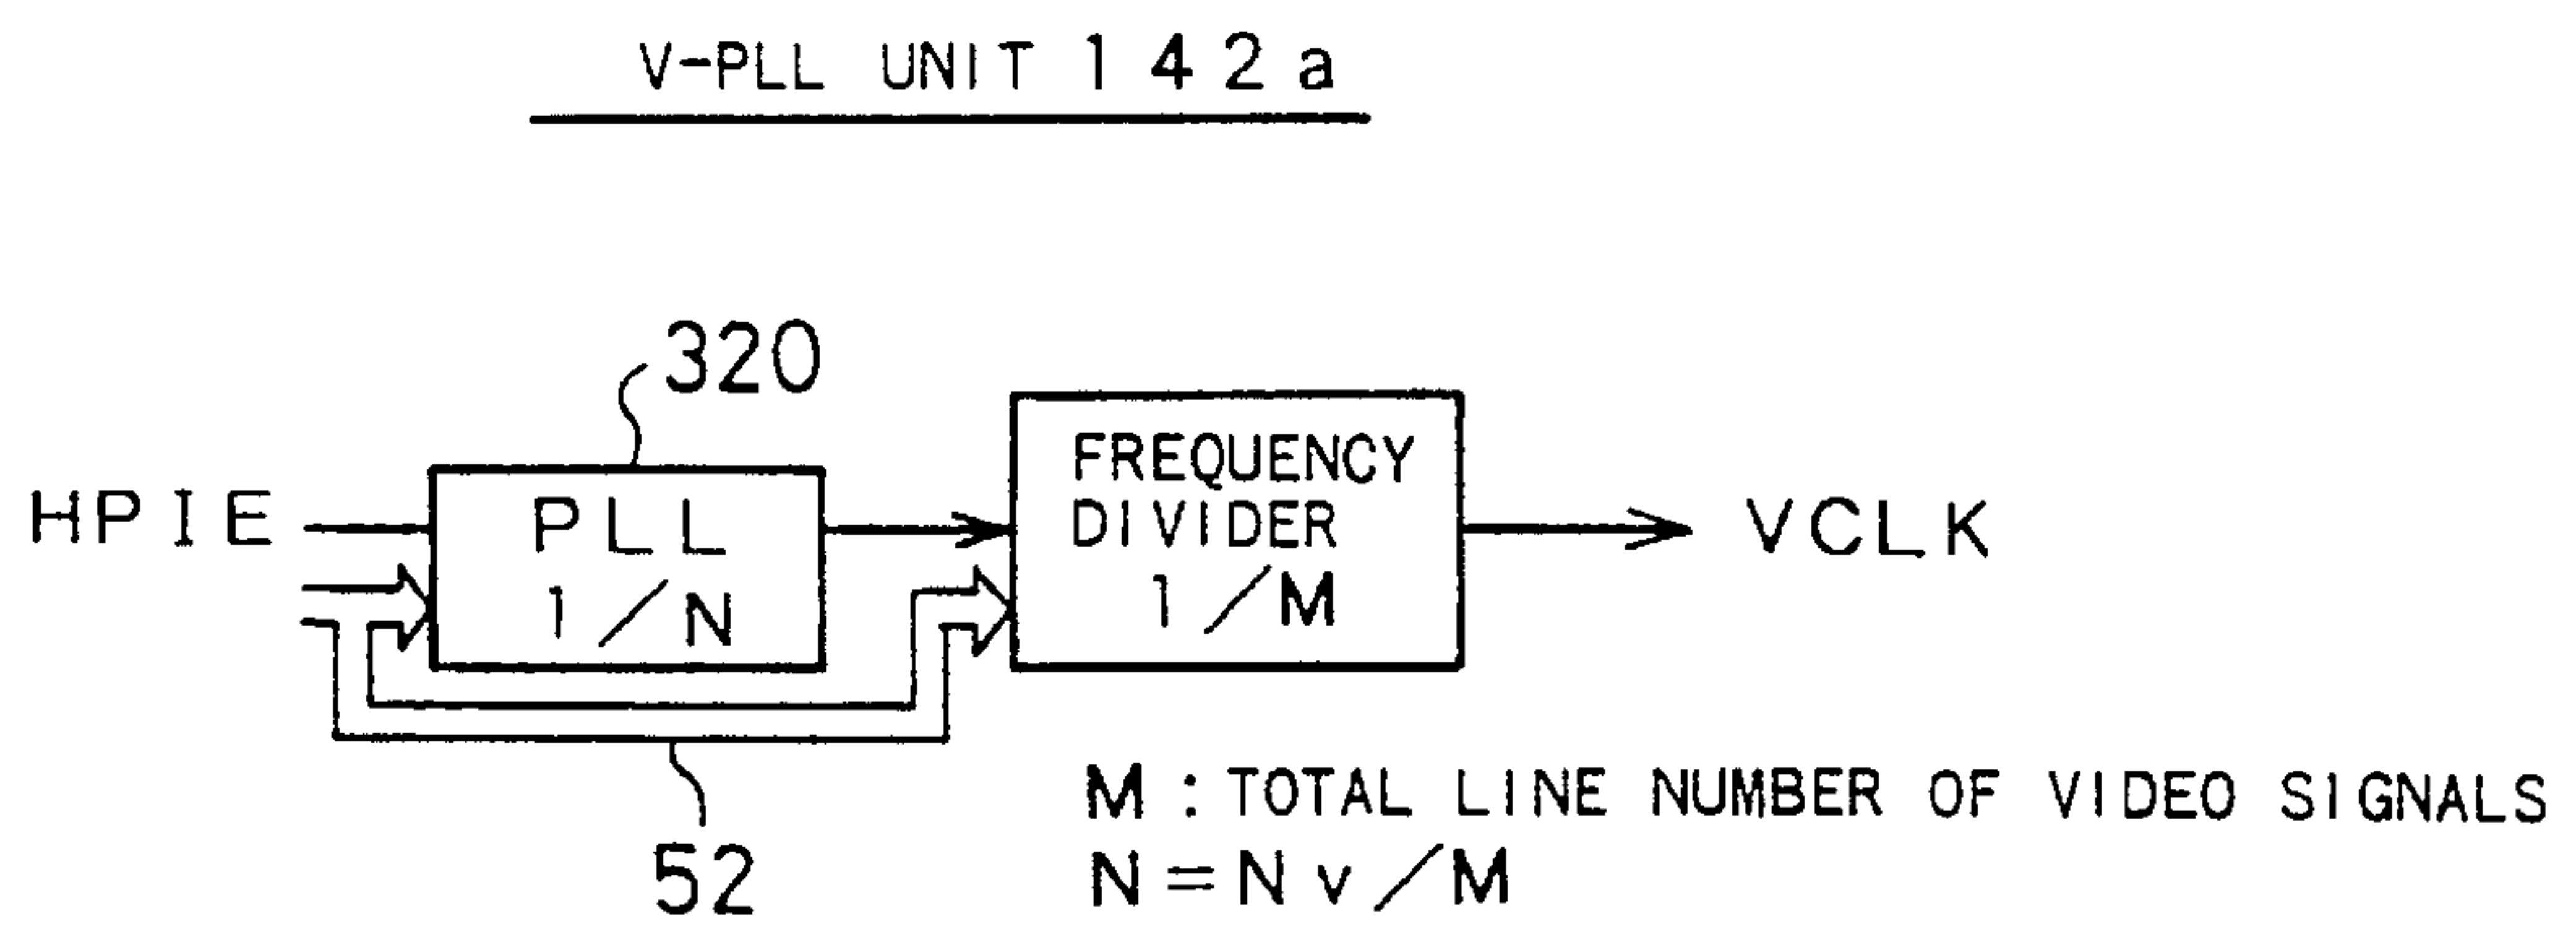 V-PLL UNIT 142a
320
HPIE
PLL
1/N
FREQUENCY
DIVIDER
1/M
VCLK
52
M : TOTAL LINE NUMBER OF VIDEO SIGNALS
N = Nv/M